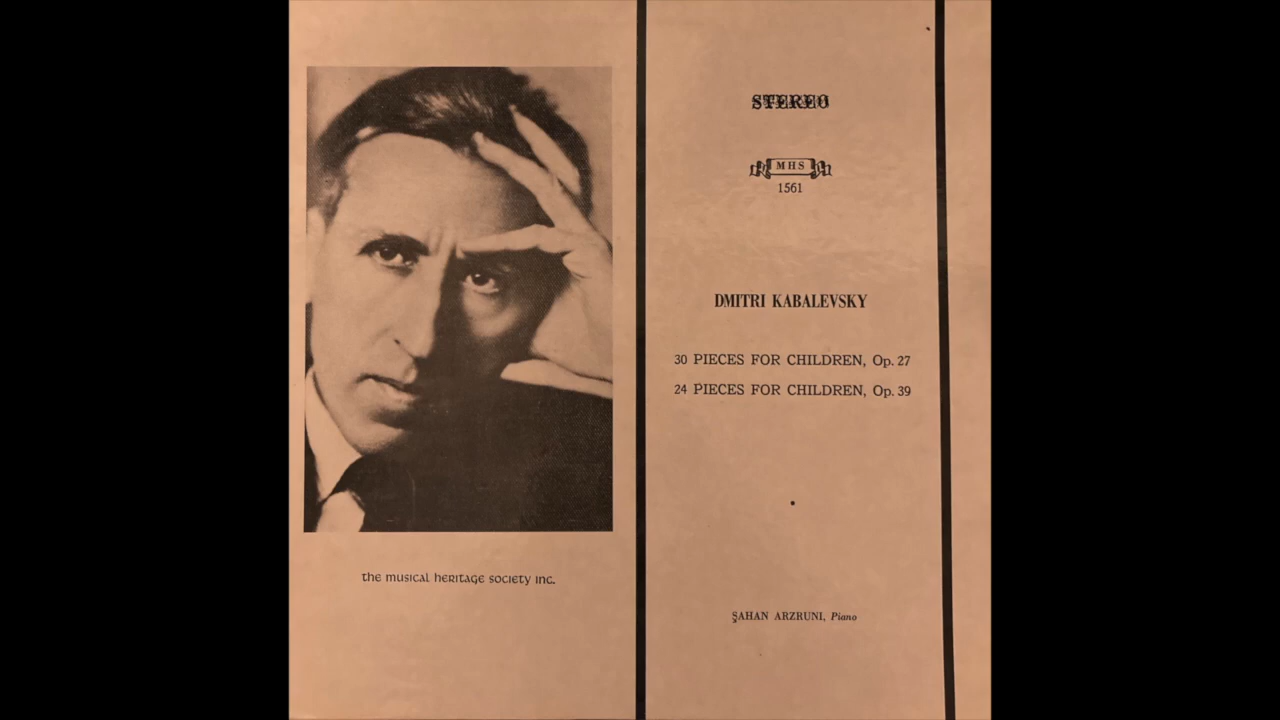 the musical heritage society inc.
STEREO
MHS
1561
DMITRI KABALEVSKY
30 PIECES FOR CHILDREN, Op. 27
24 PIECES FOR CHILDREN, Op. 39
ŞAHAN ARZRUNI, Piano